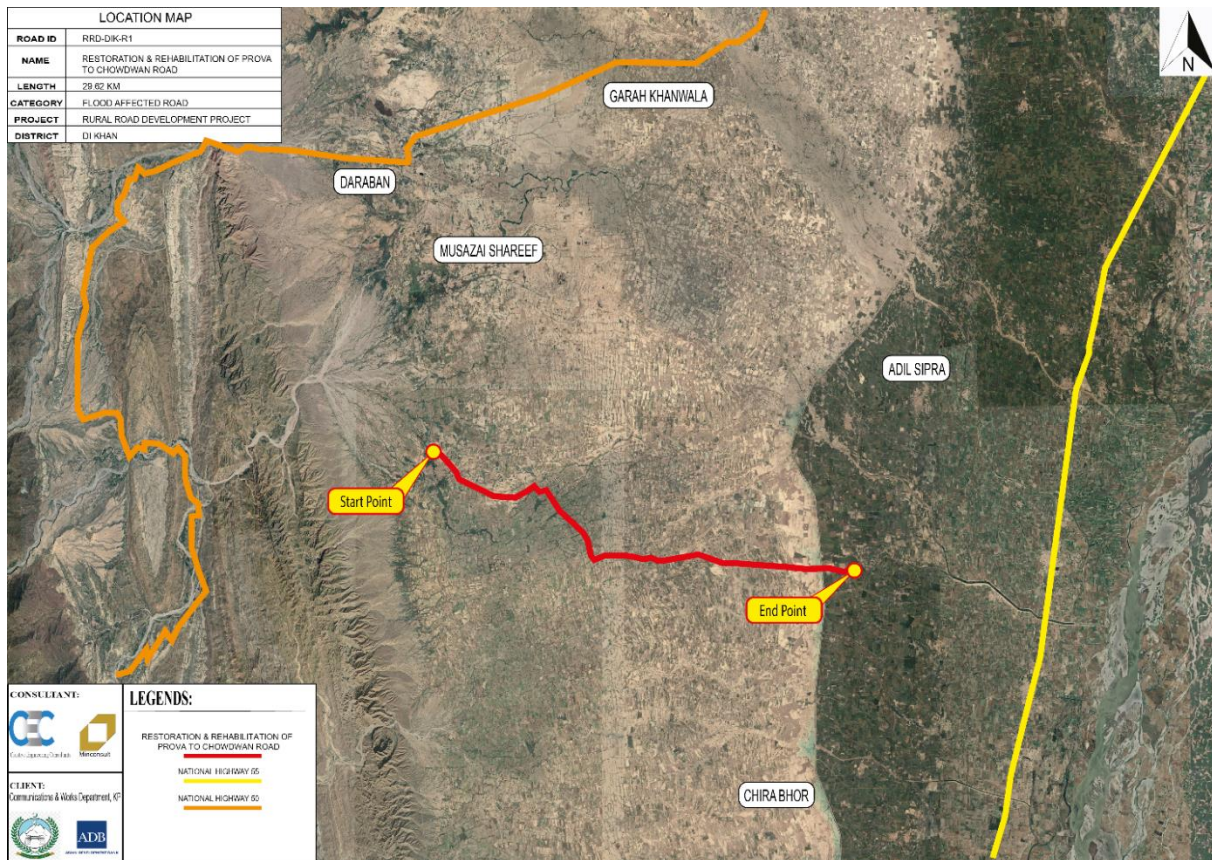 LOCATION MAP
ROAD ID RRD-DIK-R1
NAME RESTORATION & REHABILITATION OF PROVA
TO CHOWDWAN ROAD
LENGTH 29.62 KM
CATEGORY FLOOD AFFECTED ROAD
PROJECT RURAL ROAD DEVELOPMENT PROJECT
DISTRICT DI KHAN
N
GARAH KHANWALA
DARABAN
MUSAZAI SHAREEF
ADIL SIPRA
Start Point
End Point
CHIRA BHOR
CONSULTANT:
CEC
Minconsult
CLIENT:
Communications & Works Department, KP
ADB
LEGENDS:
RESTORATION & REHABILITATION OF
PROVA TO CHOWDWAN ROAD
NATIONAL HIGHWAY 55
NATIONAL HIGHWAY 50